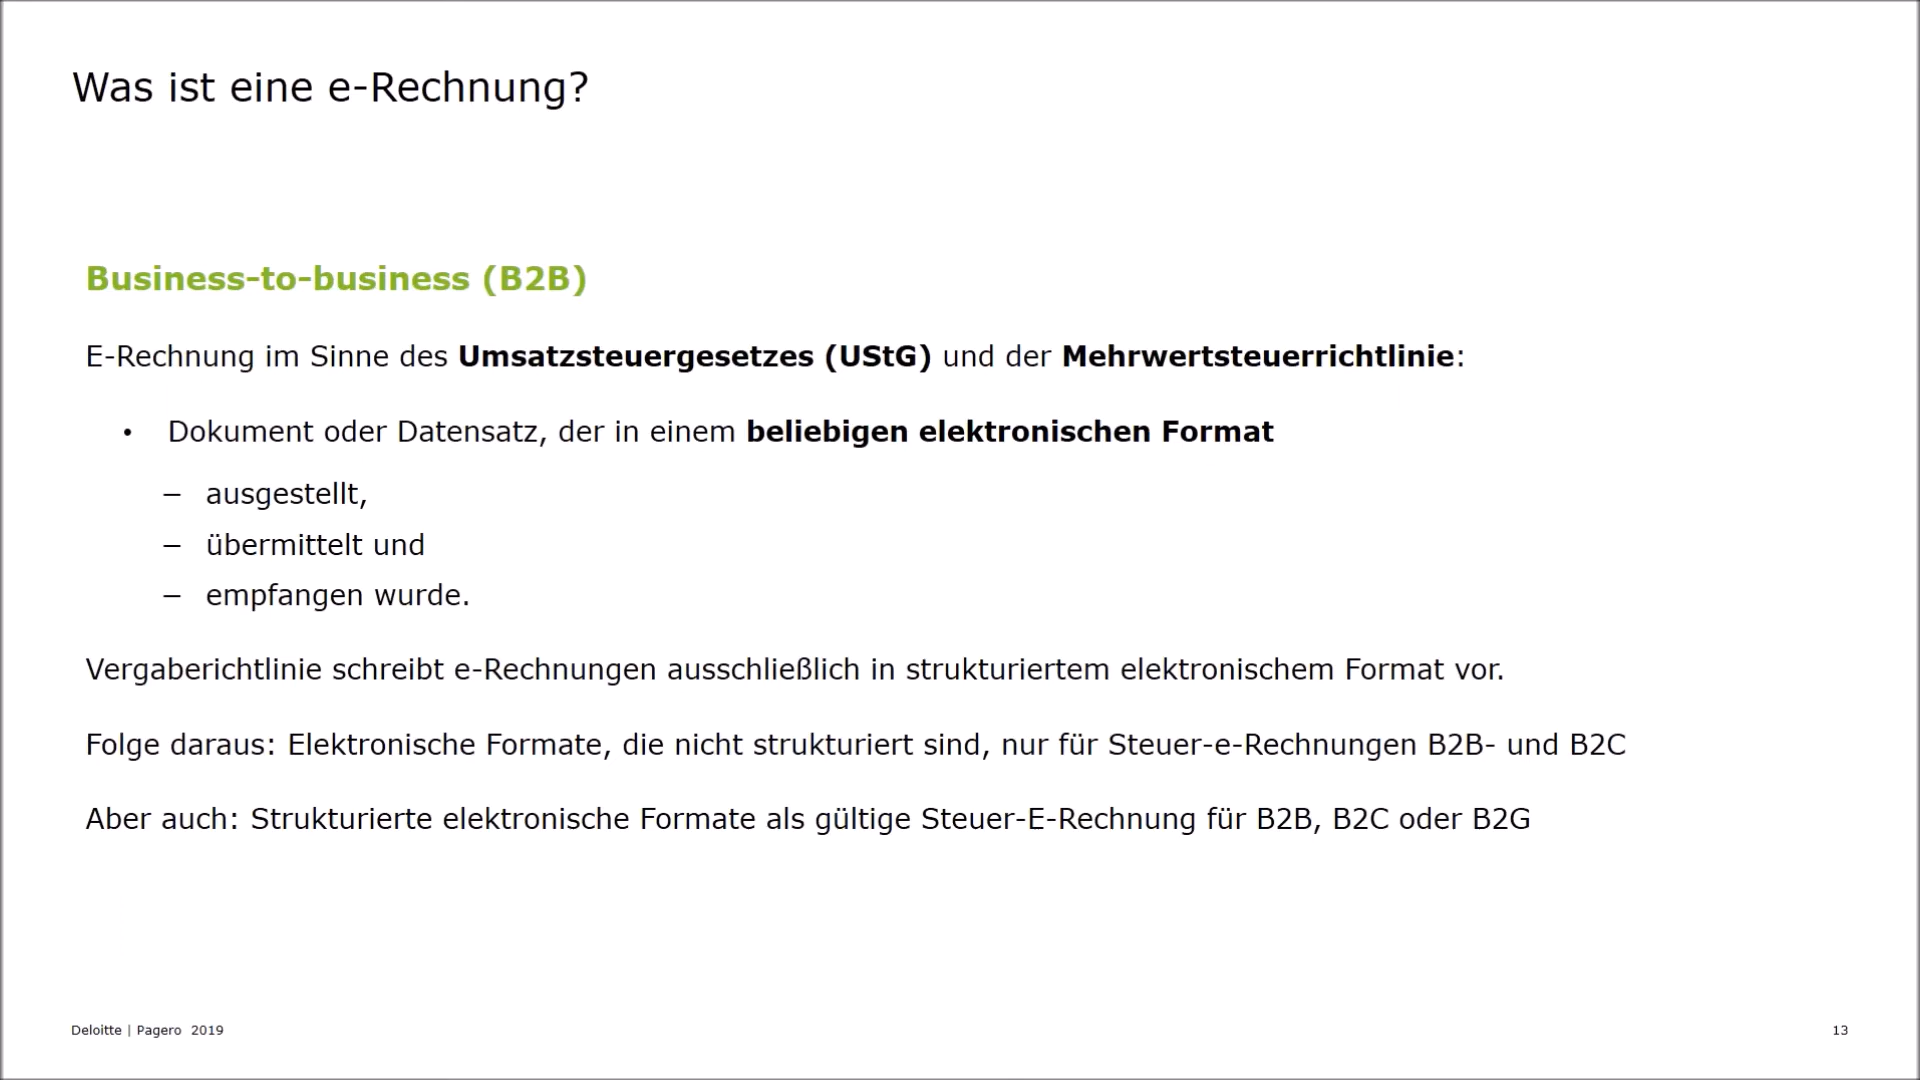 Was ist eine e-Rechnung?
Business-to-business (B2B)
E-Rechnung im Sinne des Umsatzsteuergesetzes (UStG) und der Mehrwertsteuerrichtlinie:
• Dokument oder Datensatz, der in einem beliebigen elektronischen Format
– ausgestellt,
– übermittelt und
– empfangen wurde.
Vergaberichtlinie schreibt e-Rechnungen ausschließlich in strukturiertem elektronischem Format vor.
Folge daraus: Elektronische Formate, die nicht strukturiert sind, nur für Steuer-e-Rechnungen B2B- und B2C
Aber auch: Strukturierte elektronische Formate als gültige Steuer-E-Rechnung für B2B, B2C oder B2G
Deloitte | Pagero 2019
13